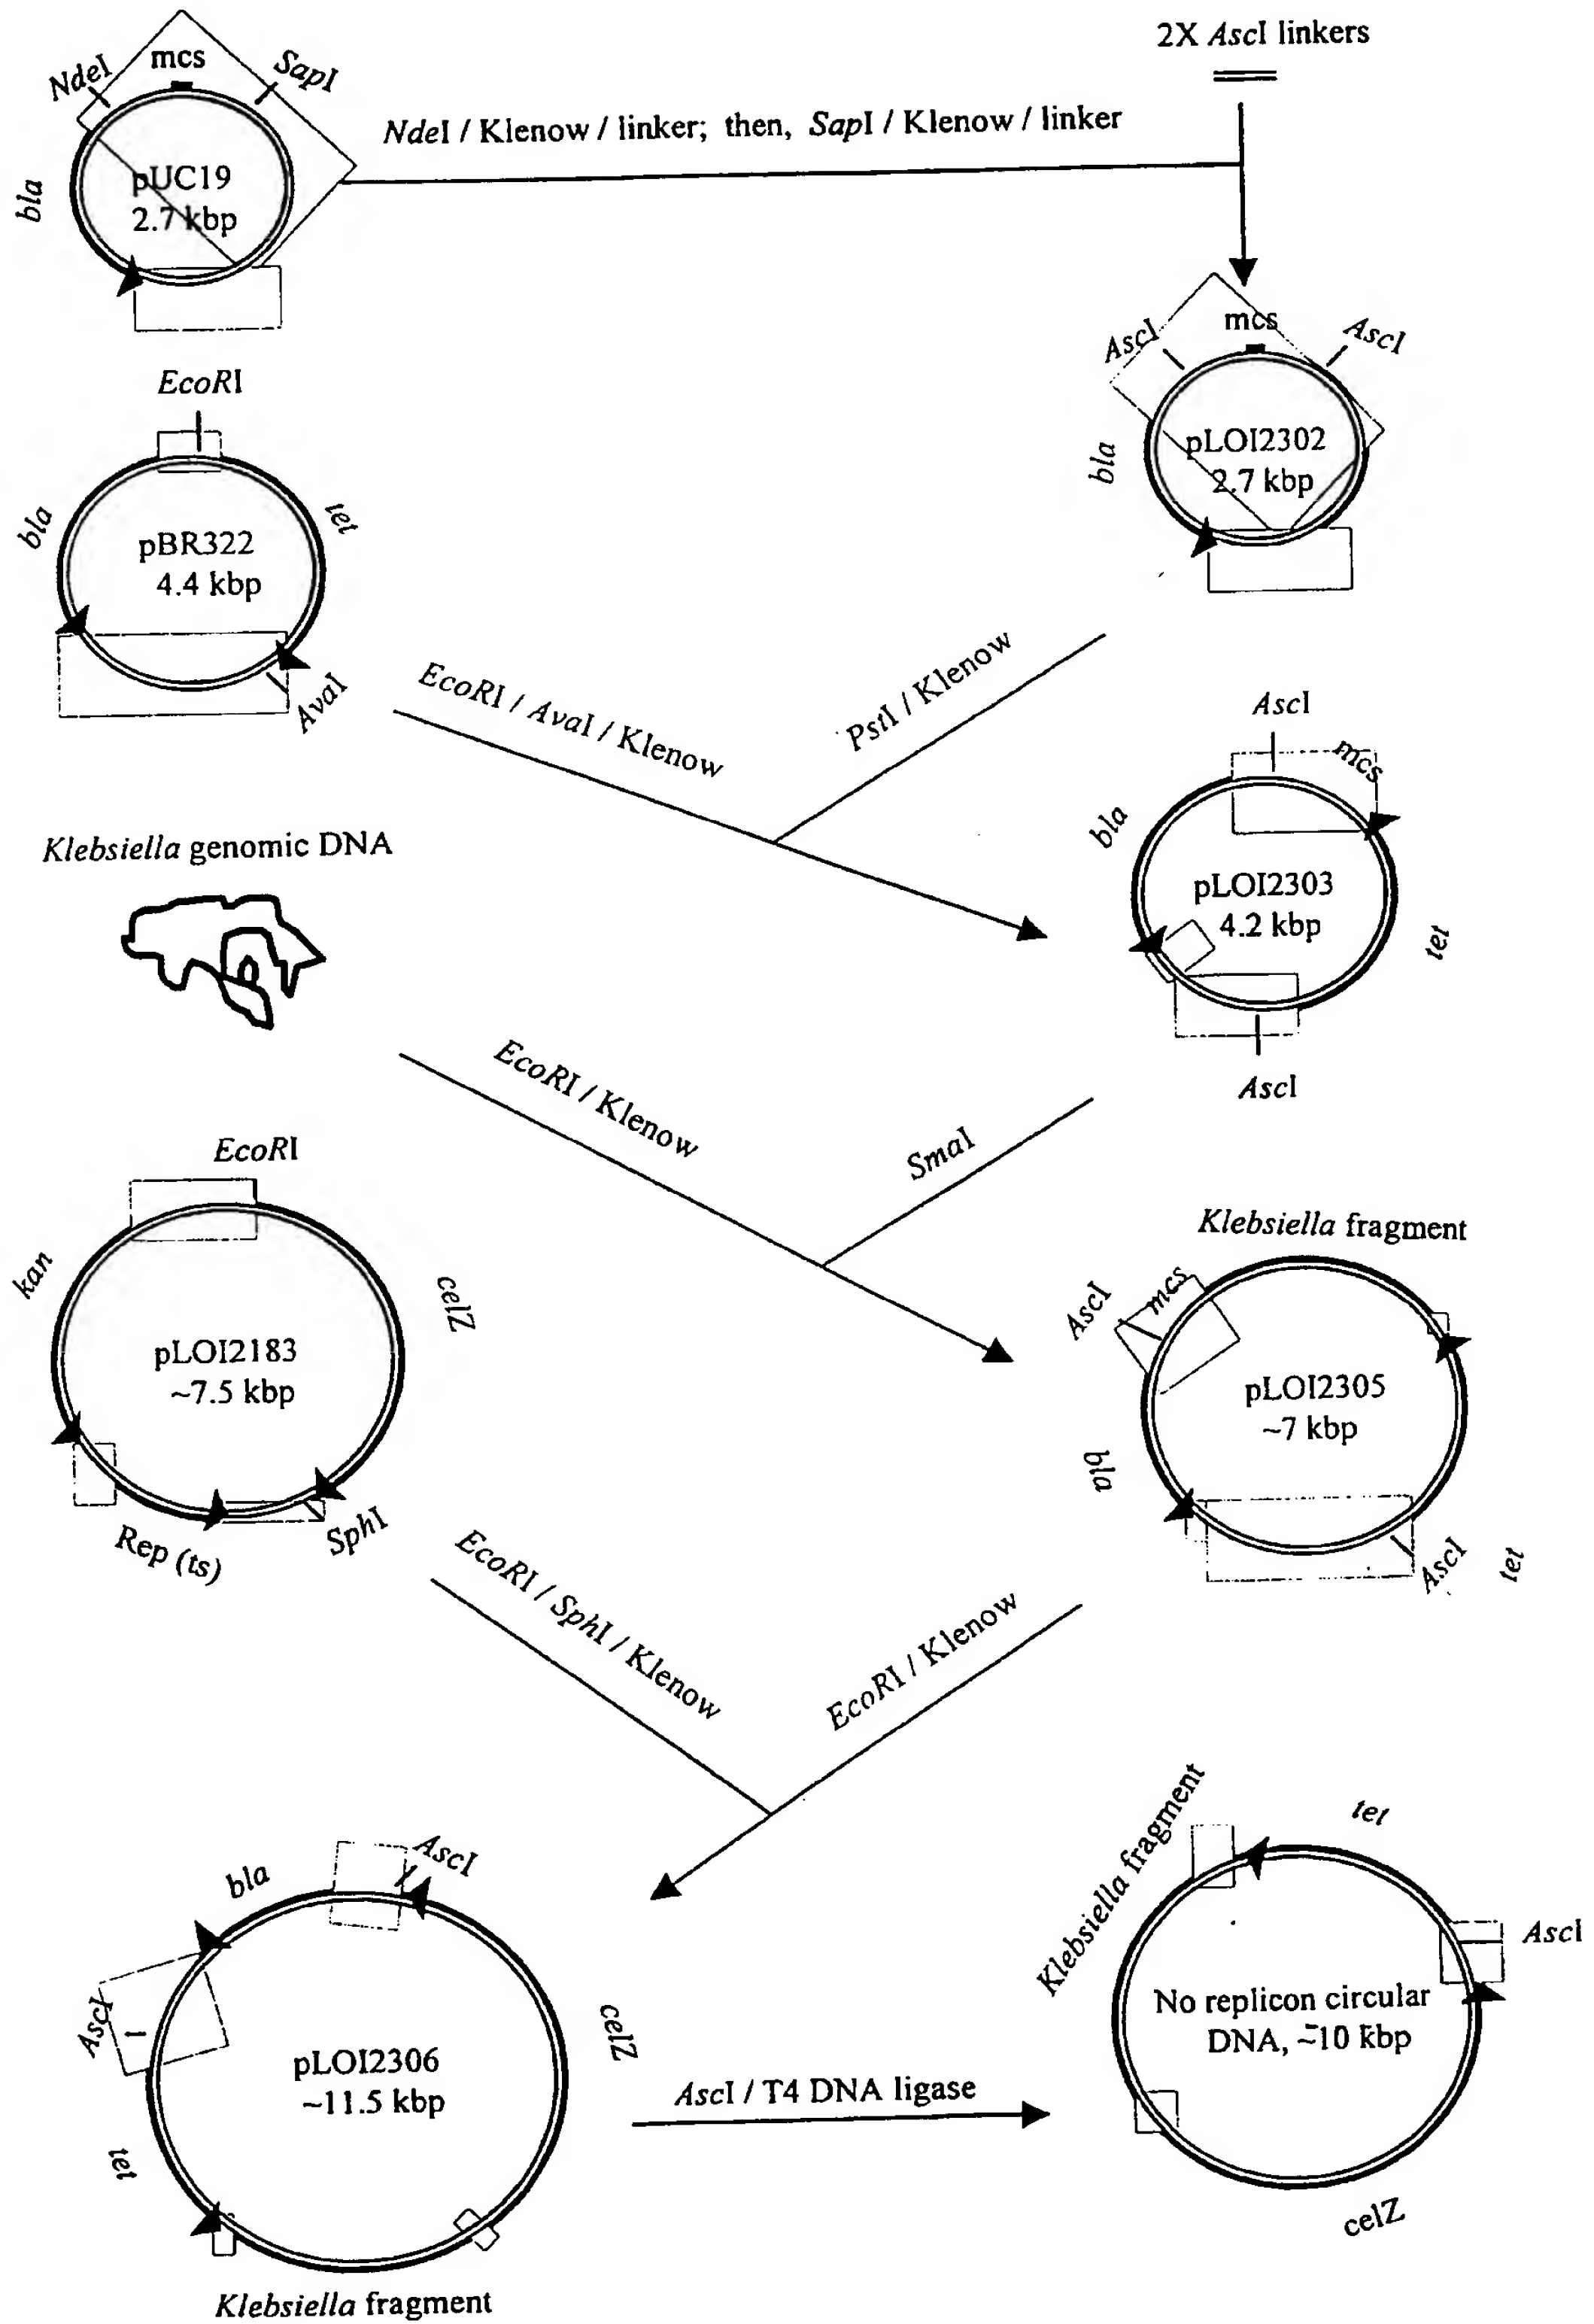 2X AscI linkers
NdeI
mcs
SapI
NdeI / Klenow / linker; then, SapI / Klenow / linker
bla
pUC19
2.7 kbp
AscI
mcs
AscI
bla
pLOI2302
2.7 kbp
EcoRI
bla
tet
pBR322
4.4 kbp
AvaI
EcoRI / AvaI / Klenow
PstI / Klenow
AscI
mcs
bla
pLOI2303
4.2 kbp
tet
AscI
Klebsiella genomic DNA
EcoRI / Klenow
SmaI
EcoRI
kan
celZ
pLOI2183
~7.5 kbp
Rep (ts)
SphI
Klebsiella fragment
AscI
mcs
pLOI2305
~7 kbp
bla
AscI
tet
EcoRI / SphI / Klenow
EcoRI / Klenow
bla
AscI
AscI
celZ
pLOI2306
~11.5 kbp
tet
Klebsiella fragment
AscI / T4 DNA ligase
Klebsiella fragment
tet
AscI
No replicon circular
DNA, ~10 kbp
celZ